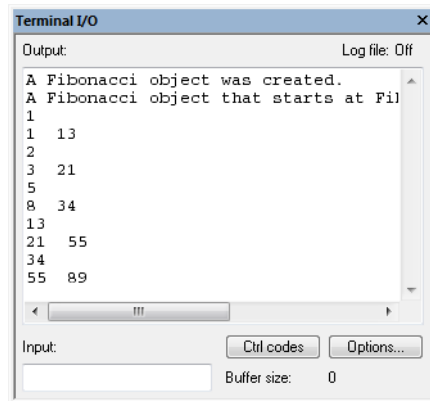 Terminal I/O
Output: Log file: Off
A Fibonacci object was created.
A Fibonacci object that starts at
1
1 13
2
3 21
5
8 34
13
21 55
34
55 89
Input: Ctrl codes Options...
Buffer size: 0